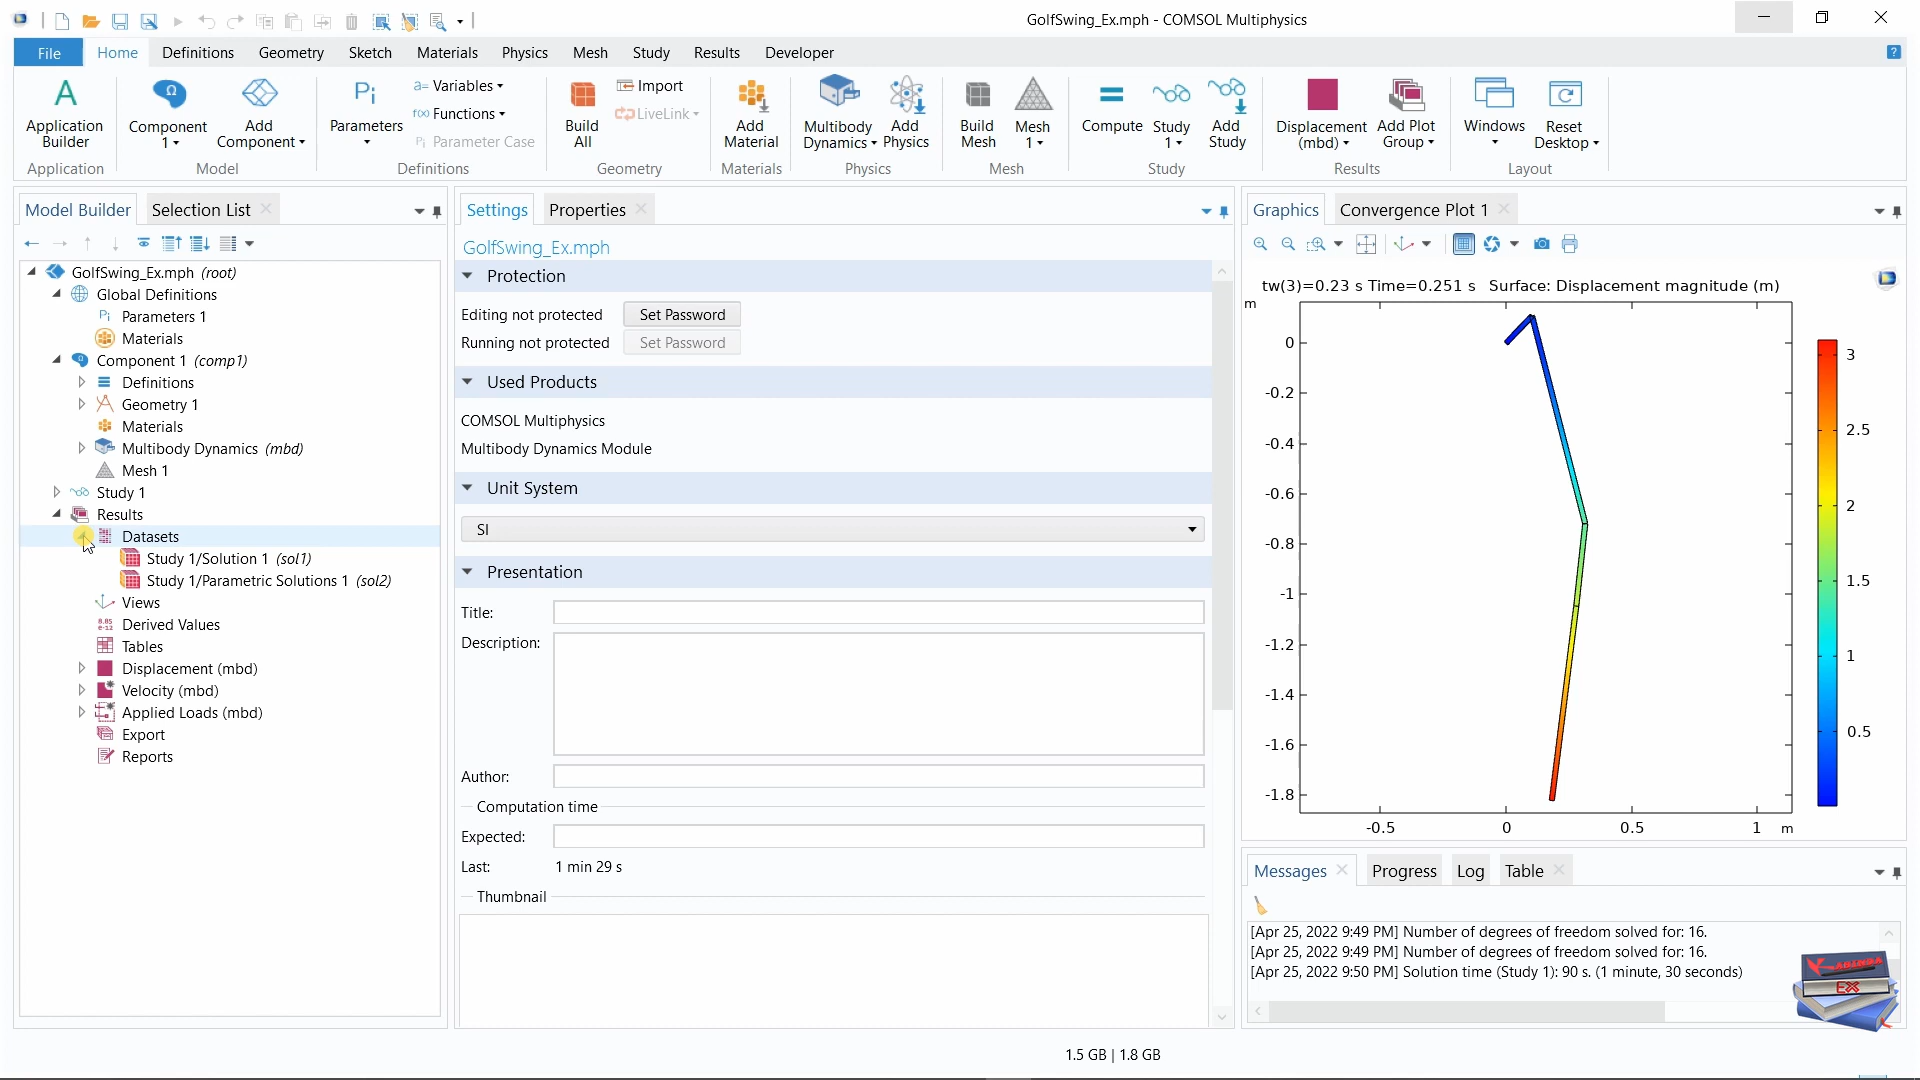 GolfSwing_Ex.mph - COMSOL Multiphysics
File Home Definitions Geometry Sketch Materials Physics Mesh Study Results Developer
Application Builder
Component 1
Add Component
Pi Parameters
a= Variables
f(x) Functions
Pi Parameter Case
Build All
Import
LiveLink
Add Material
Multibody Dynamics
Add Physics
Build Mesh
Mesh 1
Compute
Study 1
Add Study
Displacement (mbd)
Add Plot Group
Windows
Reset Desktop
Application Model Definitions Geometry Materials Physics Mesh Study Results Layout
Model Builder Selection List
GolfSwing_Ex.mph (root)
Global Definitions
Pi Parameters 1
Materials
Component 1 (comp1)
Definitions
Geometry 1
Materials
Multibody Dynamics (mbd)
Mesh 1
Study 1
Results
Datasets
Study 1/Solution 1 (sol1)
Study 1/Parametric Solutions 1 (sol2)
Views
8.85 e-12 Derived Values
Tables
Displacement (mbd)
Velocity (mbd)
Applied Loads (mbd)
Export
Reports
Settings Properties
GolfSwing_Ex.mph
Protection
Editing not protected Set Password
Running not protected Set Password
Used Products
COMSOL Multiphysics
Multibody Dynamics Module
Unit System
SI
Presentation
Title:
Description:
Author:
Computation time
Expected:
Last: 1 min 29 s
Thumbnail
Graphics Convergence Plot 1
tw(3)=0.23 s Time=0.251 s Surface: Displacement magnitude (m)
m
0
-0.2
-0.4
-0.6
-0.8
-1
-1.2
-1.4
-1.6
-1.8
-0.5 0 0.5 1 m
3
2.5
2
1.5
1
0.5
Messages Progress Log Table
[Apr 25, 2022 9:49 PM] Number of degrees of freedom solved for: 16.
[Apr 25, 2022 9:49 PM] Number of degrees of freedom solved for: 16.
[Apr 25, 2022 9:50 PM] Solution time (Study 1): 90 s. (1 minute, 30 seconds)
EX
1.5 GB | 1.8 GB